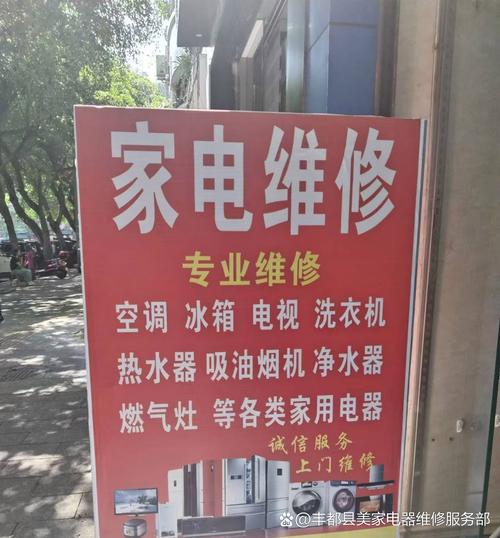 家电维修
专业维修
空调 冰箱 电视 洗衣机
热水器 吸油烟机 净水器
燃气灶 等各类家用电器
诚信服务
上门维修
丰都县美家电器维修服务部